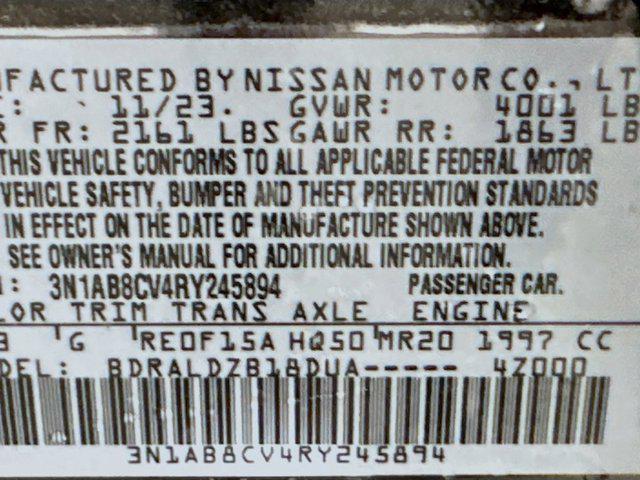 UFACTURED BY NISSAN MOTOR CO., LT
E: 11/23. GVWR: 4001 LB
R FR: 2161 LBS GAWR RR: 1863 LB
THIS VEHICLE CONFORMS TO ALL APPLICABLE FEDERAL MOTOR
VEHICLE SAFETY, BUMPER AND THEFT PREVENTION STANDARDS
IN EFFECT ON THE DATE OF MANUFACTURE SHOWN ABOVE.
SEE OWNER'S MANUAL FOR ADDITIONAL INFORMATION.
: 3N1AB8CV4RY245894 PASSENGER CAR.
LOR TRIM TRANS AXLE ENGINE
3 G RE0F15A HQ50 MR20 1997 CC
DEL: BDRALDZB18DUA----- 4Z000
3N1AB8CV4RY245894